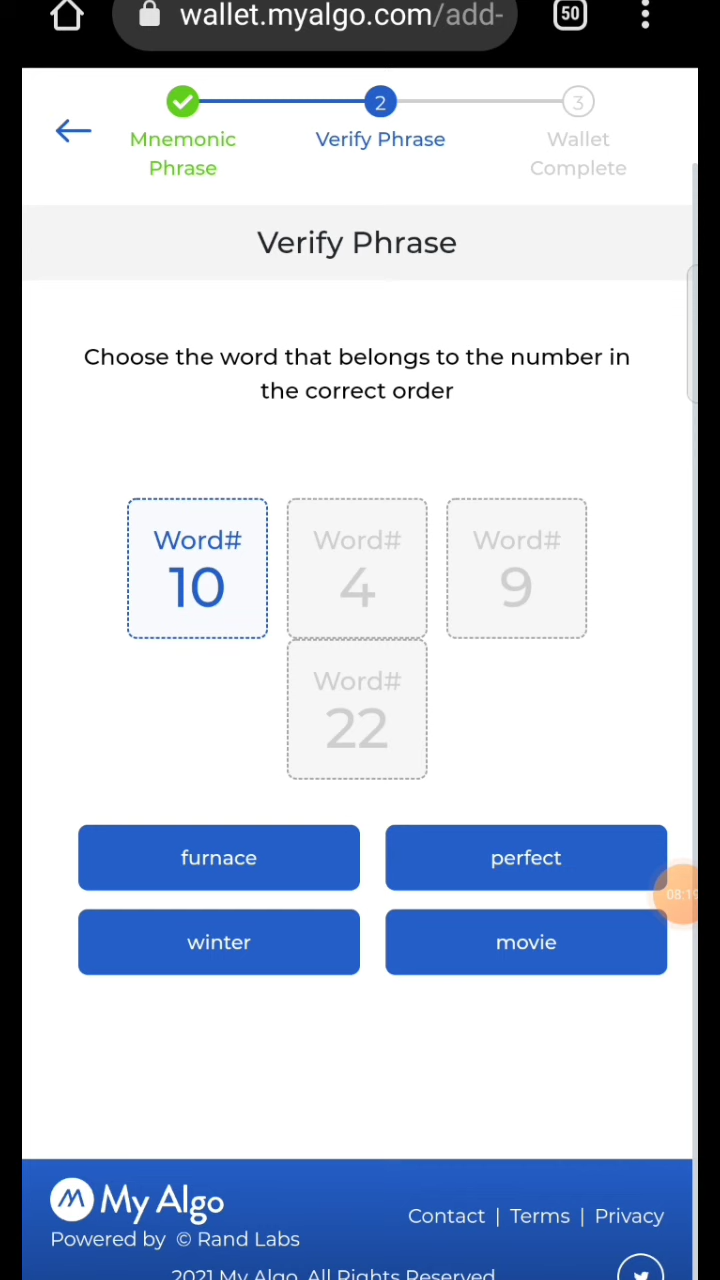 wallet.myalgo.com/add-
50
2
3
Mnemonic
Phrase
Verify Phrase
Wallet
Complete
Verify Phrase
Choose the word that belongs to the number in
the correct order
Word#
10
Word#
4
Word#
9
Word#
22
furnace
perfect
08:19
winter
movie
My Algo
Contact | Terms | Privacy
Powered by © Rand Labs
2021 My Algo. All Rights Reserved